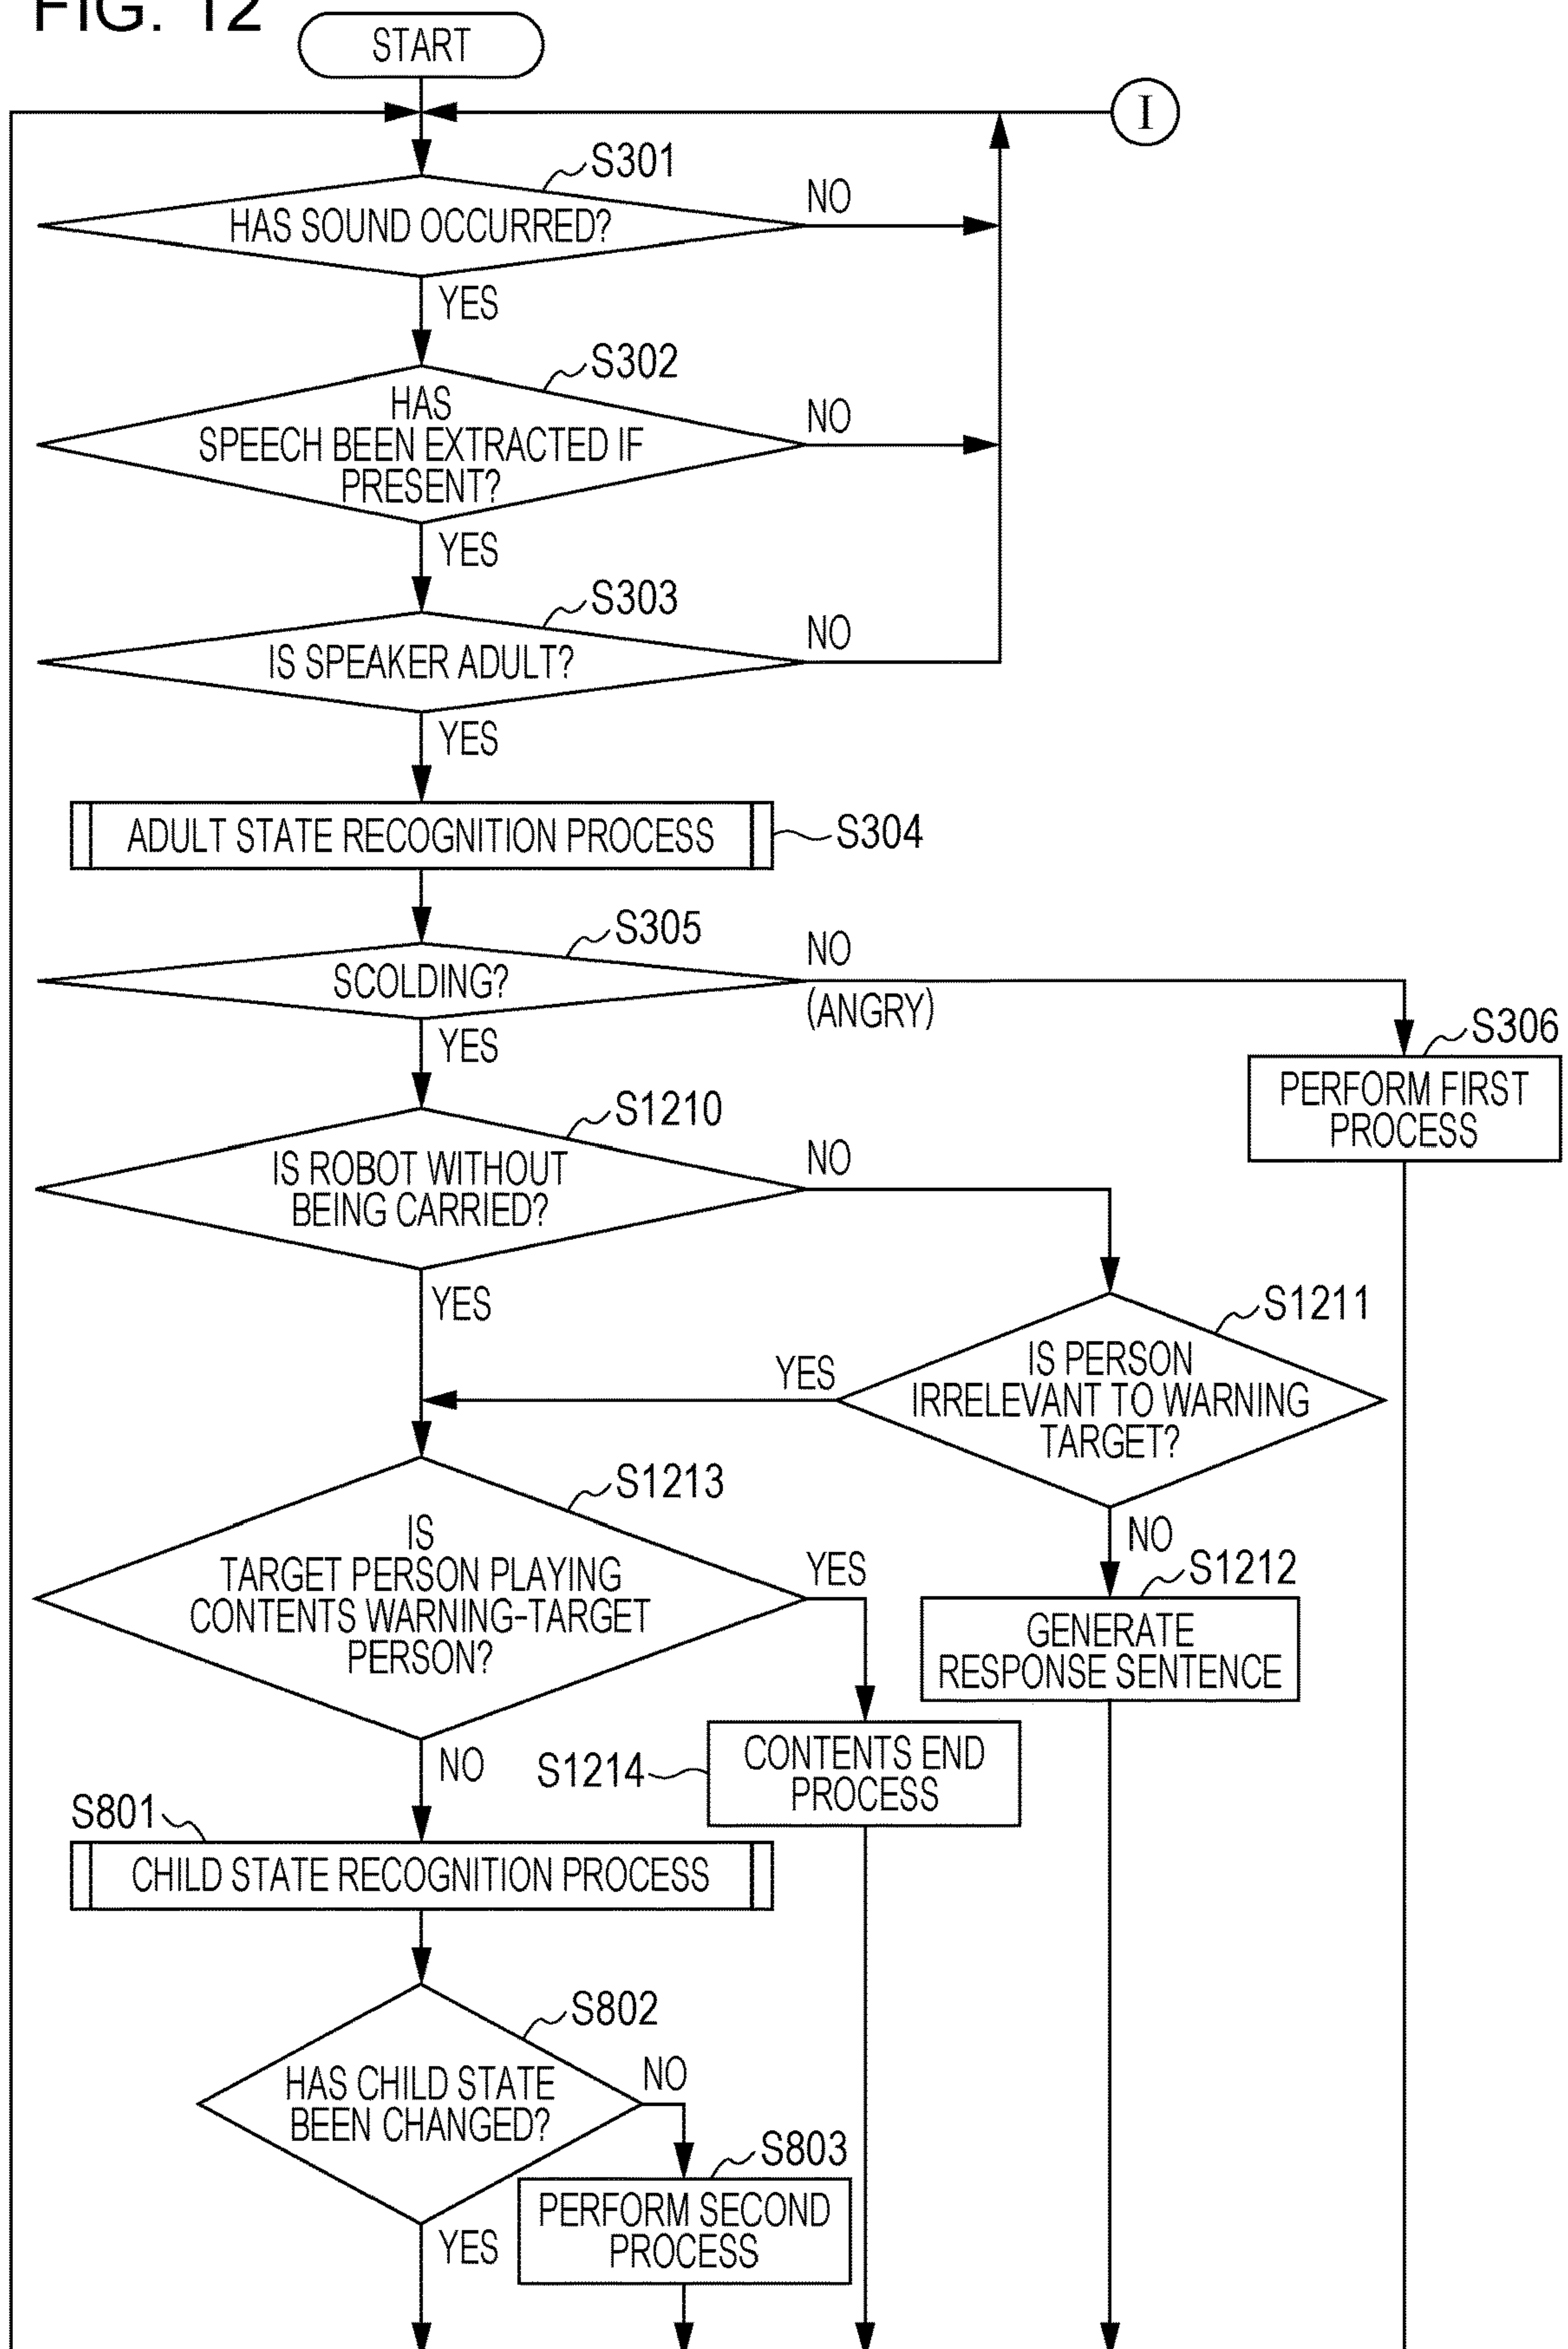 FIG. 12
START
I
S301
HAS SOUND OCCURRED?
NO
YES
S302
HAS
SPEECH BEEN EXTRACTED IF
PRESENT?
NO
YES
S303
IS SPEAKER ADULT?
NO
YES
ADULT STATE RECOGNITION PROCESS
S304
S305
SCOLDING?
NO
(ANGRY)
YES
S306
PERFORM FIRST
PROCESS
S1210
IS ROBOT WITHOUT
BEING CARRIED?
NO
YES
S1211
IS PERSON
IRRELEVANT TO WARNING
TARGET?
YES
NO
S1212
GENERATE
RESPONSE SENTENCE
S1213
IS
TARGET PERSON PLAYING
CONTENTS WARNING-TARGET
PERSON?
YES
NO
S1214
CONTENTS END
PROCESS
S801
CHILD STATE RECOGNITION PROCESS
S802
HAS CHILD STATE
BEEN CHANGED?
NO
YES
S803
PERFORM SECOND
PROCESS